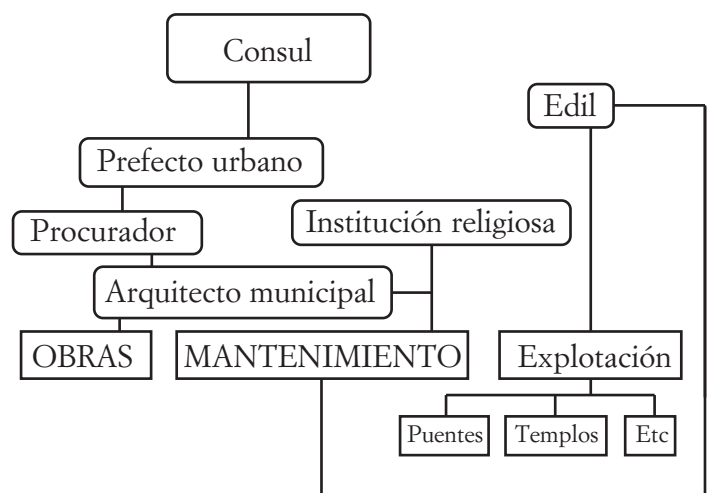 Consul
Edil
Prefecto urbano
Procurador
Institución religiosa
Arquitecto municipal
OBRAS
MANTENIMIENTO
Explotación
Puentes
Templos
Etc